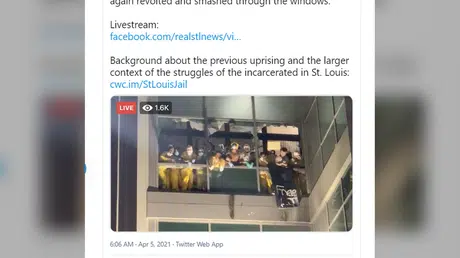 again revolted and smashed through the windows.
Livestream:
facebook.com/realstlnews/vi...
Background about the previous uprising and the larger
context of the struggles of the incarcerated in St. Louis:
cwc.im/StLouisJail
LIVE 1.6K
6:06 AM - Apr 5, 2021 - Twitter Web App